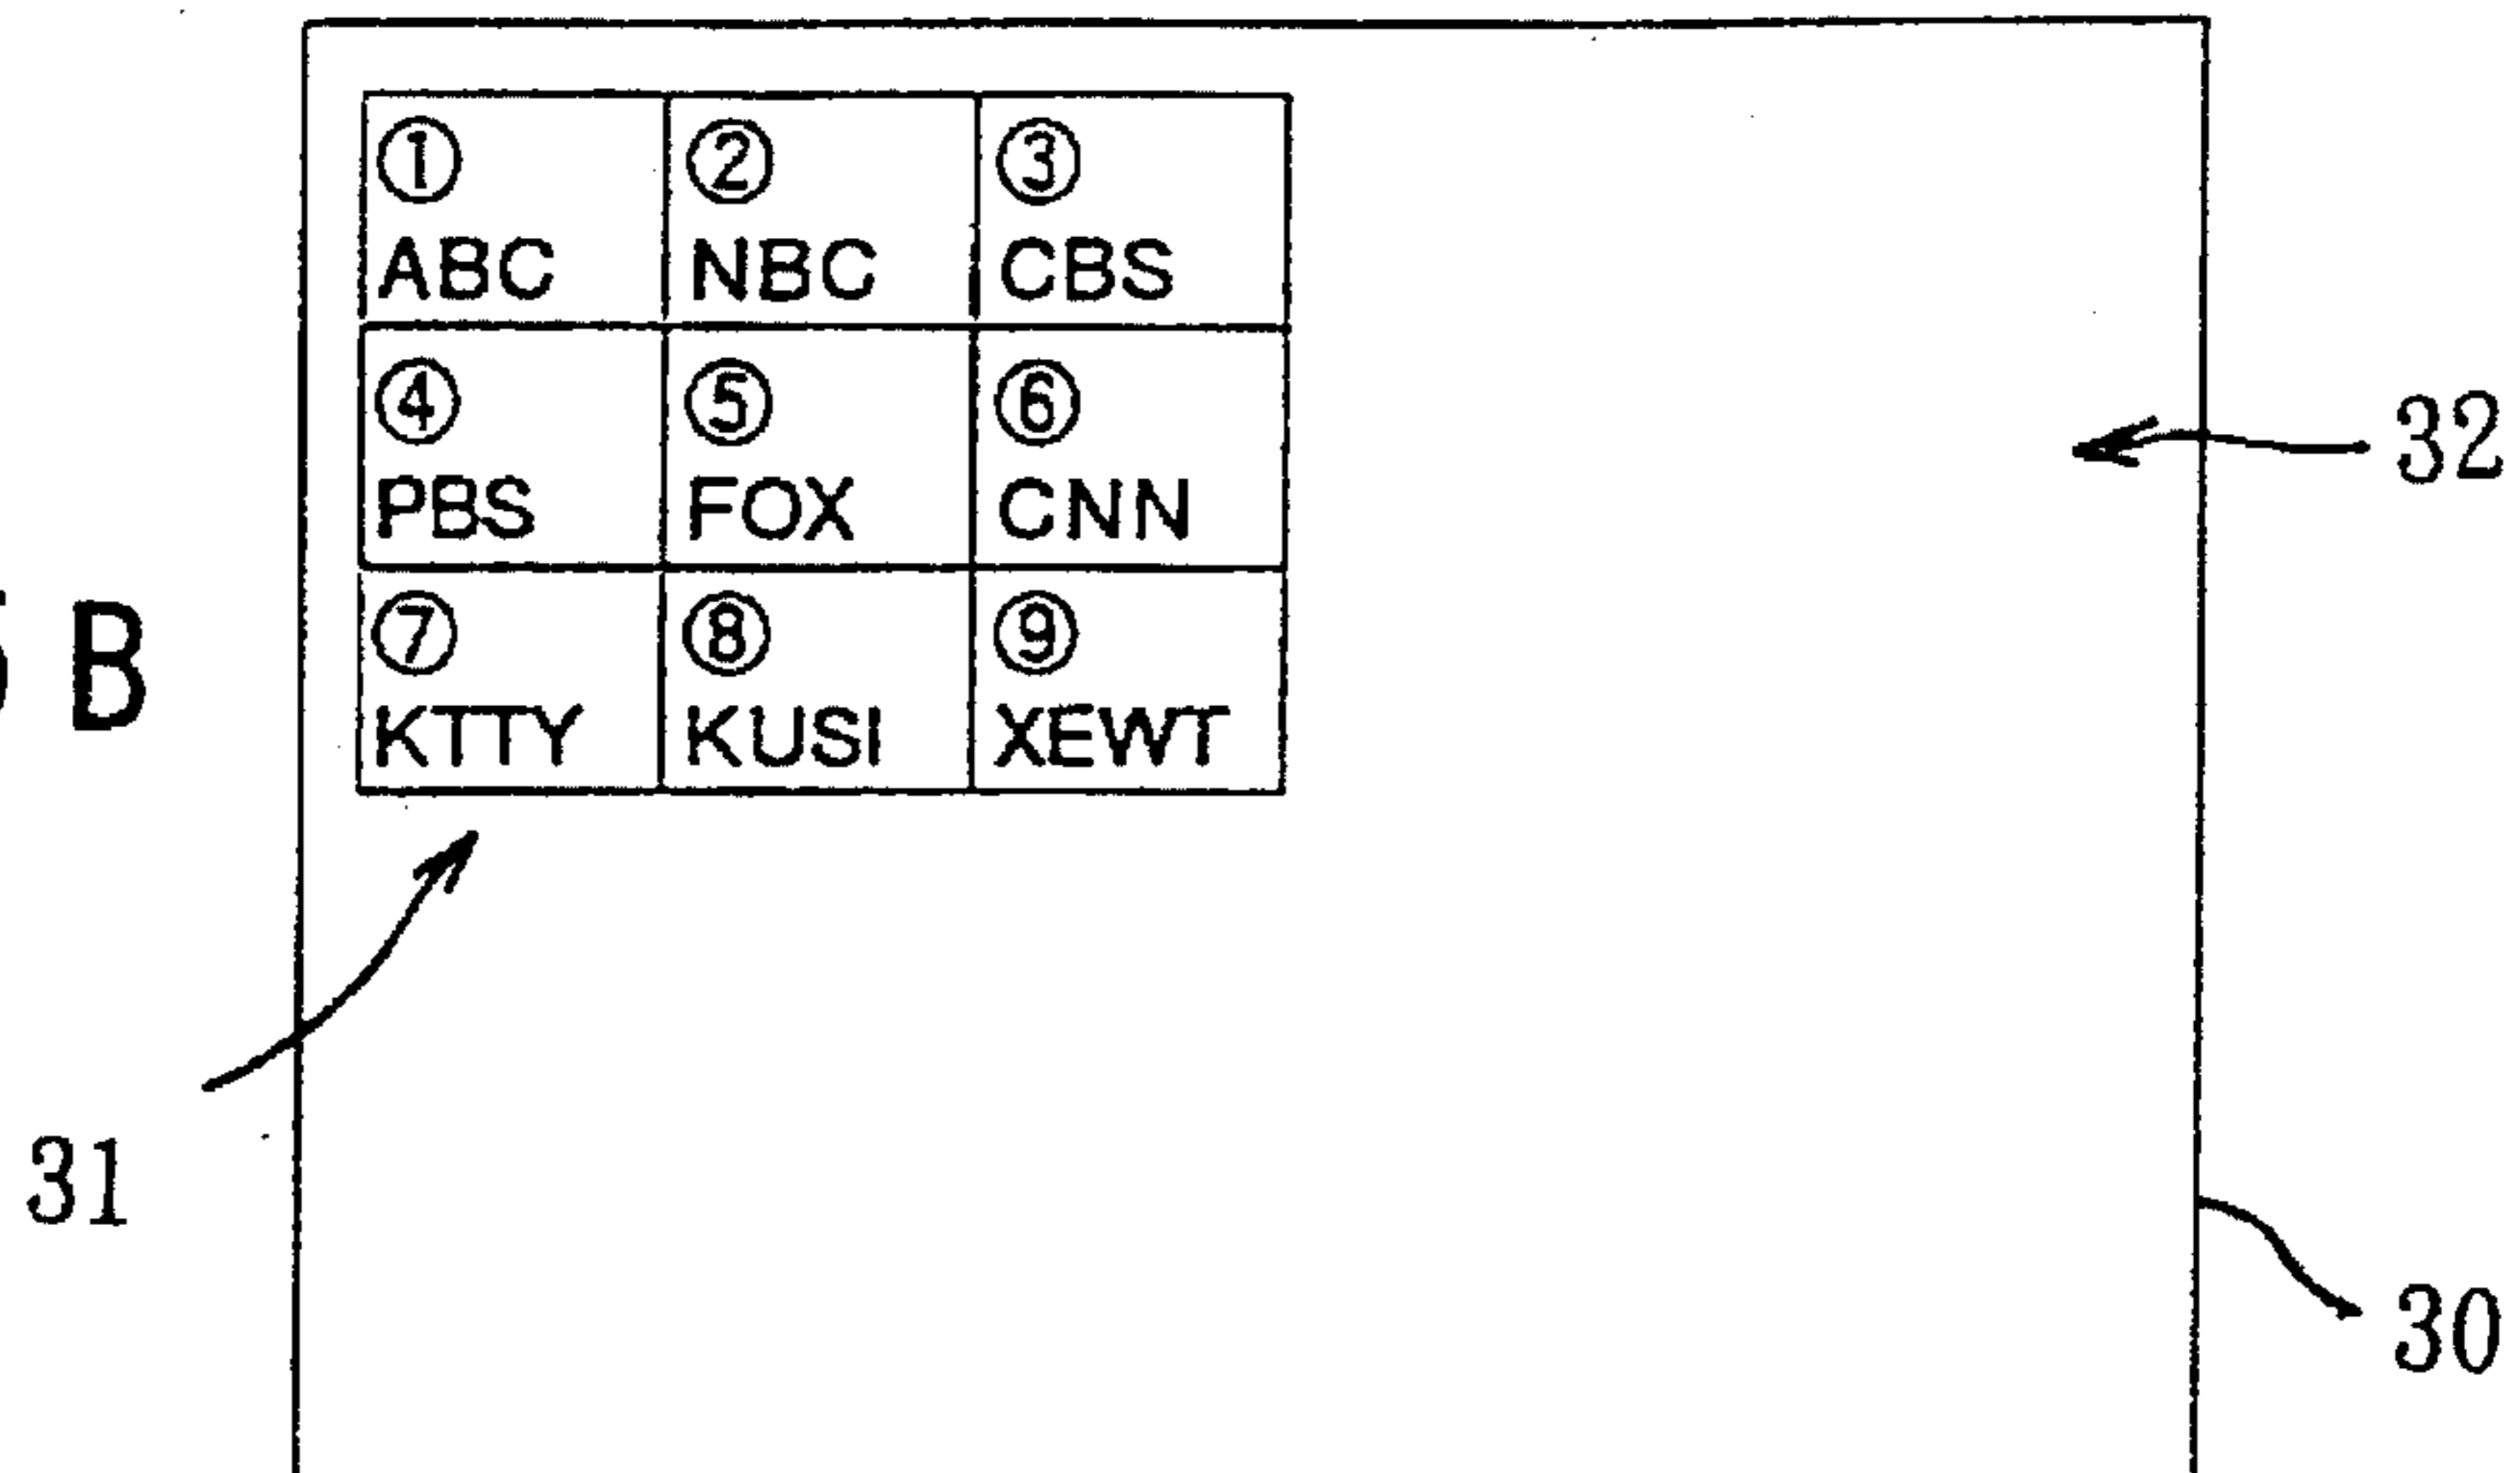 ① ② ③
ABC NBC CBS
④ ⑤ ⑥
PBS FOX CNN
⑦ ⑧ ⑨
KTTY KUSI XEWT
32
B
31
30